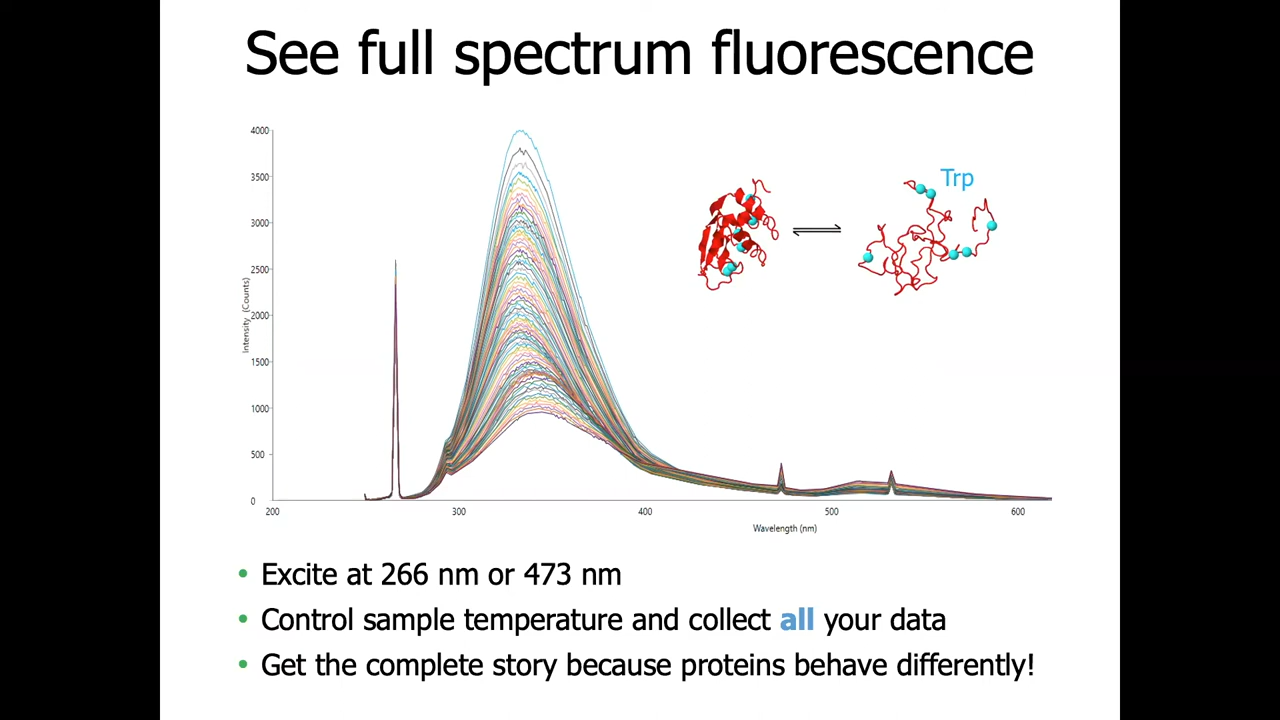 See full spectrum fluorescence
4000
3500
3000
2500
2000
1500
1000
500
0
Intensity (Counts)
200
300
400
500
600
Wavelength (nm)
Trp
• Excite at 266 nm or 473 nm
• Control sample temperature and collect all your data
• Get the complete story because proteins behave differently!